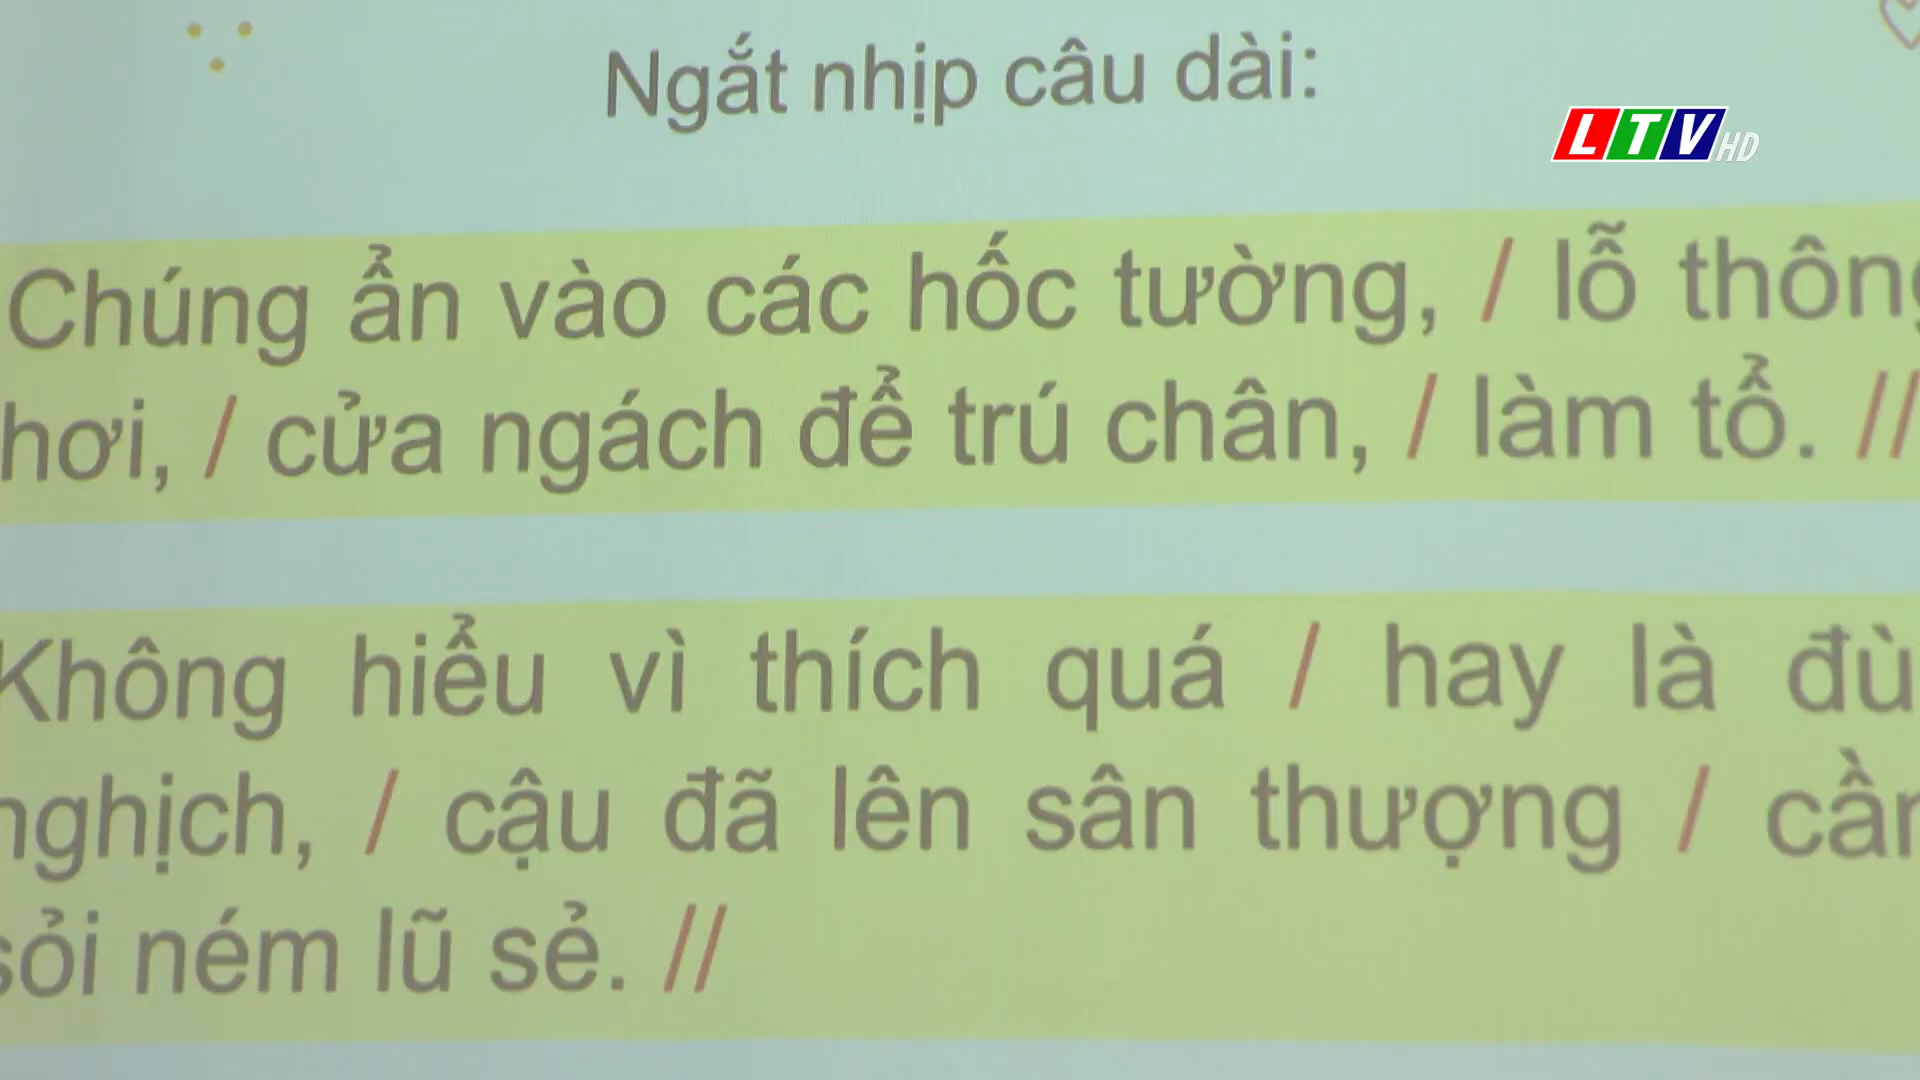 Ngắt nhịp câu dài:
LTV HD
Chúng ẩn vào các hốc tường, / lỗ thông
hơi, / cửa ngách để trú chân, / làm tổ. //
Không hiểu vì thích quá / hay là đù
nghịch, / cậu đã lên sân thượng / cần
sỏi ném lũ sẻ. //